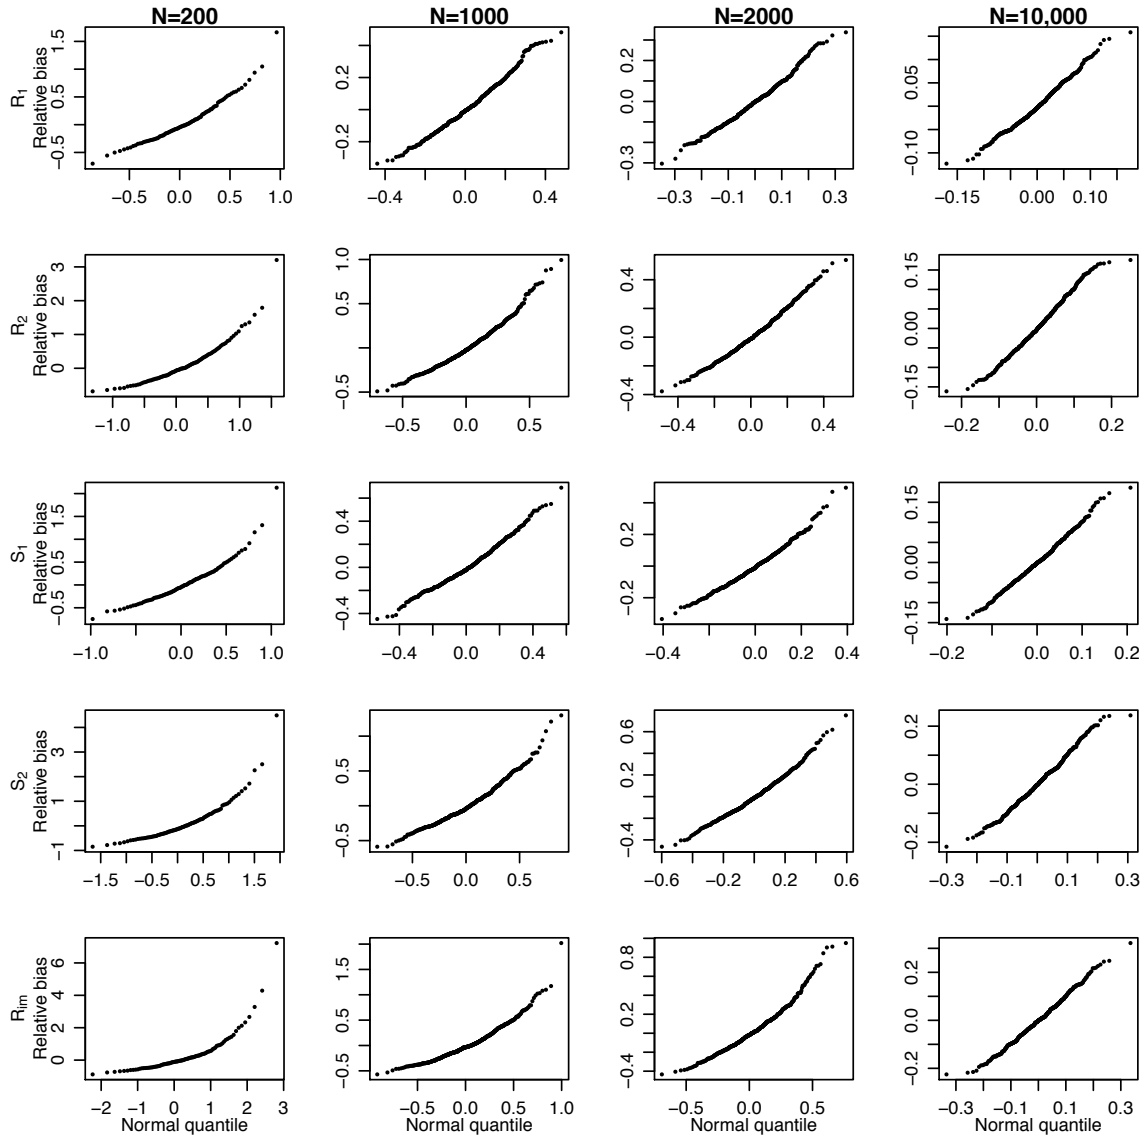 N=200 N=1000 N=2000 N=10,000
R1
Relative bias
−0.5 0.5 1.5
−0.2 0.2
−0.3 0.0 0.2
−0.10 0.05
−0.5 0.0 0.5 1.0
−0.4 0.0 0.4
−0.3 −0.1 0.1 0.3
−0.15 0.00 0.10
R2
Relative bias
0 1 2 3
−0.5 0.5 1.0
−0.4 0.0 0.4
−0.15 0.00 0.15
−1.0 0.0 1.0
−0.5 0.0 0.5
−0.4 0.0 0.4
−0.2 0.0 0.2
S1
Relative bias
−0.5 0.5 1.5
−0.4 0.0 0.4
−0.2 0.2
−0.15 0.00 0.15
−1.0 0.0 0.5 1.0
−0.4 0.0 0.4
−0.4 0.0 0.2 0.4
−0.2 0.0 0.1 0.2
S2
Relative bias
−1 1 3
−0.5 0.5
−0.4 0.2 0.6
−0.2 0.0 0.2
−1.5 −0.5 0.5 1.5
−0.5 0.0 0.5
−0.6 −0.2 0.2 0.6
−0.3 −0.1 0.1 0.3
Rim
Relative bias
0 2 4 6
−0.5 0.5 1.5
−0.4 0.2 0.8
−0.2 0.0 0.2
−2 −1 0 1 2 3
−1.0 0.0 0.5 1.0
−0.5 0.0 0.5
−0.3 −0.1 0.1 0.3
Normal quantile Normal quantile Normal quantile Normal quantile